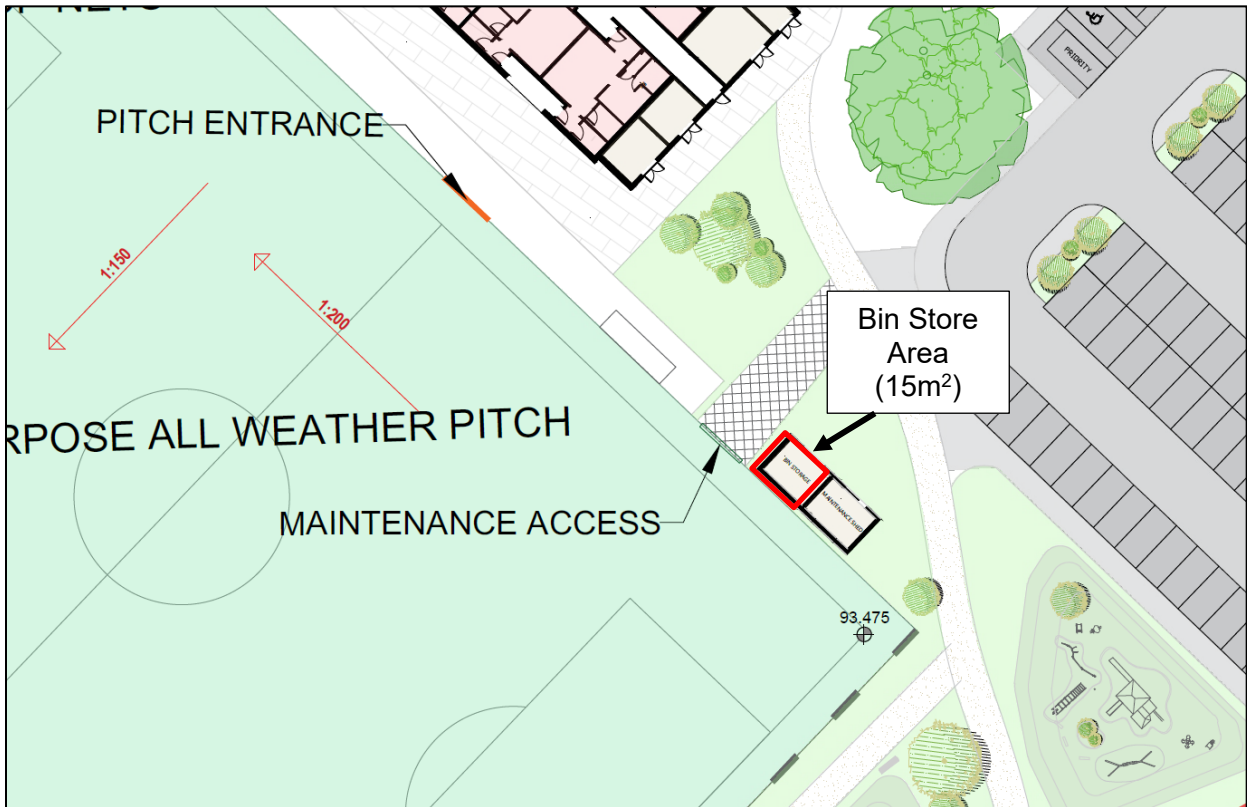 PRIORITY
PITCH ENTRANCE
1:150
1:200
Bin Store
Area
(15m²)
RPOSE ALL WEATHER PITCH
BIN STORAGE
MAINTENANCE SHED
MAINTENANCE ACCESS
93.475